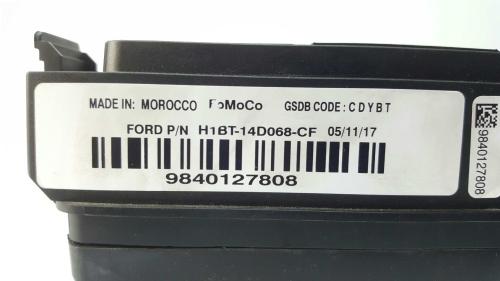 MADE IN: MOROCCO FoMoCo GSDB CODE: CDYBT
FORD P/N H1BT-14D068-CF 05/11/17
9840127808
9840127808